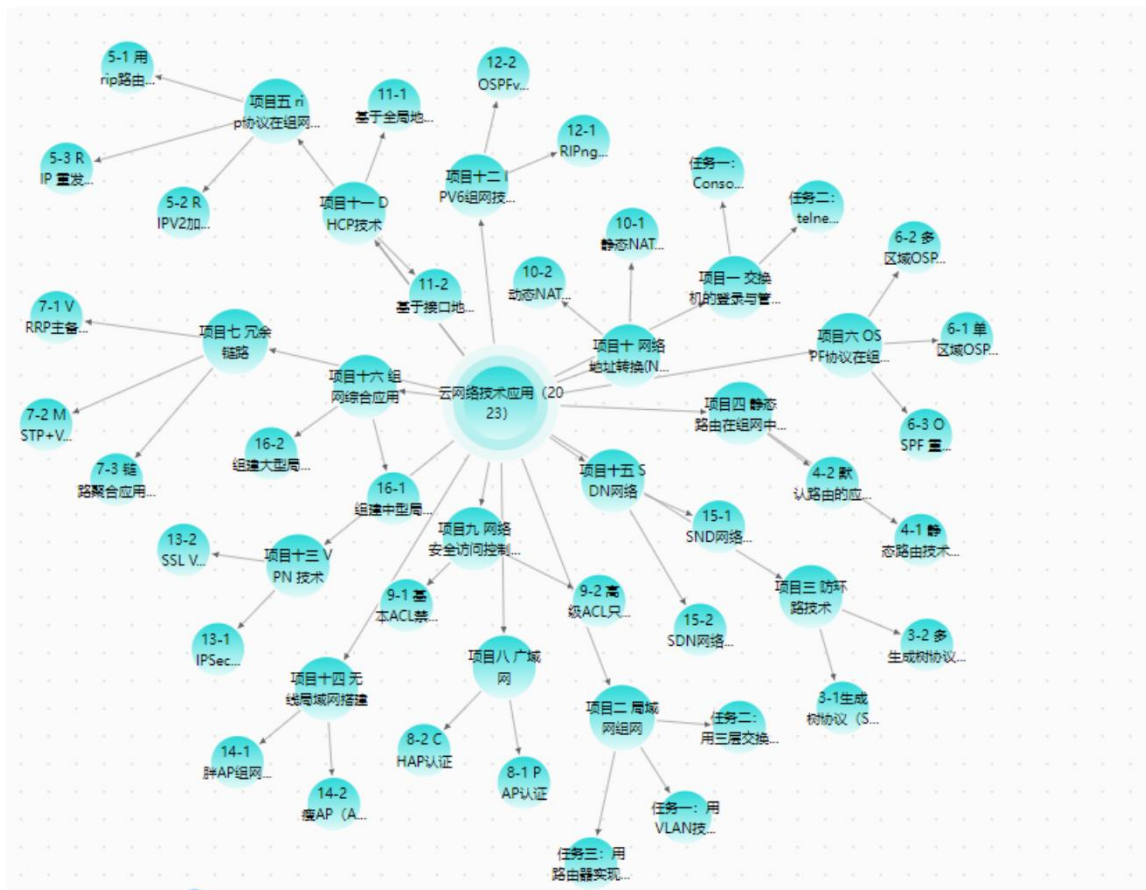 5-1 用
rip路由...
12-2
OSPFv...
项目五 ri
p协议在组网...
11-1
基于全局地...
12-1
RIPng...
5-3 R
IP 重发...
项目十二 I
PV6组网技...
任务一：
Conso...
5-2 R
IPV2加...
项目十一 D
HCP技术
任务二：
telne...
10-1
静态NAT...
6-2 多
区域OSP...
10-2
动态NAT...
11-2
基于接口地...
项目一 交换
机的登录与管...
7-1 V
RRP主备...
项目七 冗余
链路
项目十 网络
地址转换(N...
项目六 OS
PF协议在组...
6-1 单
区域OSP...
项目十六 组
网综合应用
云网络技术应用（20
23）
项目四 静态
路由在组网中...
7-2 M
STP+V...
16-2
组建大型局...
6-3 O
SPF 重...
7-3 链
路聚合应用...
项目十五 S
DN网络
4-2 默
认路由的应...
16-1
组建中型局...
15-1
SND网络...
4-1 静
态路由技术...
项目九 网络
安全访问控制...
13-2
SSL V...
项目十三 V
PN 技术
项目三 防环
路技术
9-1 基
本ACL禁...
9-2 高
级ACL只...
15-2
SDN网络...
13-1
IPSec...
3-2 多
生成树协议...
项目八 广域
网
项目十四 无
线局域网搭建
3-1生成
树协议（S...
项目二 局域
网组网
任务二：
用三层交换...
14-1
胖AP组网...
8-2 C
HAP认证
8-1 P
AP认证
14-2
瘦AP（A...
任务一：用
VLAN技...
任务三：用
路由器实现...